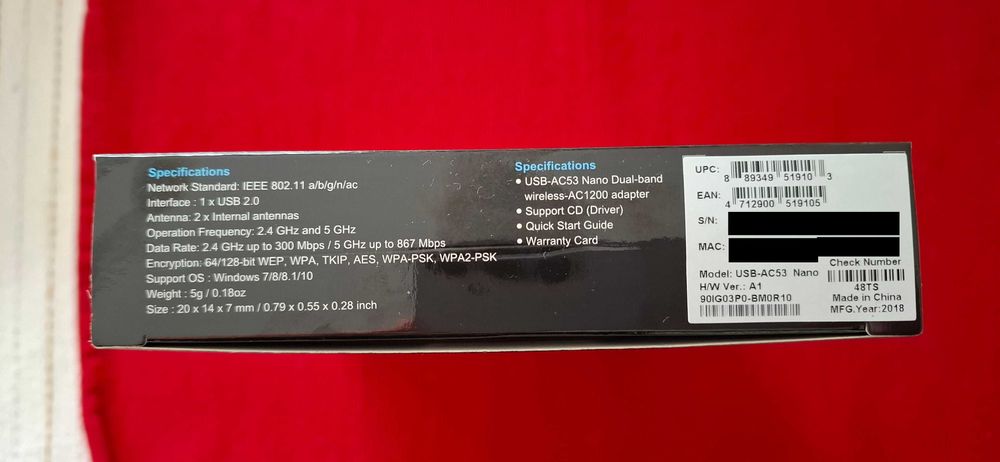 Specifications
Network Standard: IEEE 802.11 a/b/g/n/ac
Interface : 1 x USB 2.0
Antenna: 2 x Internal antennas
Operation Frequency: 2.4 GHz and 5 GHz
Data Rate: 2.4 GHz up to 300 Mbps / 5 GHz up to 867 Mbps
Encryption: 64/128-bit WEP, WPA, TKIP, AES, WPA-PSK, WPA2-PSK
Support OS : Windows 7/8/8.1/10
Weight : 5g / 0.18oz
Size : 20 x 14 x 7 mm / 0.79 x 0.55 x 0.28 inch
Specifications
● USB-AC53 Nano Dual-band
wireless-AC1200 adapter
● Support CD (Driver)
● Quick Start Guide
● Warranty Card
UPC: 8 89349 51910 3
EAN: 4 712900 519105
S/N:
MAC:
Check Number
Model: USB-AC53 Nano
H/W Ver.: A1
48TS
90IG03P0-BM0R10
Made in China
MFG.Year:2018